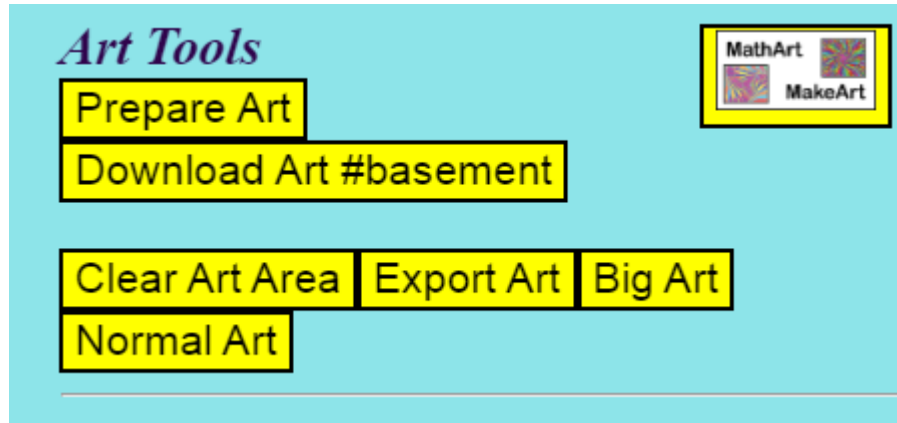 Art Tools
MathArt
MakeArt
Prepare Art
Download Art #basement
Clear Art Area Export Art Big Art
Normal Art